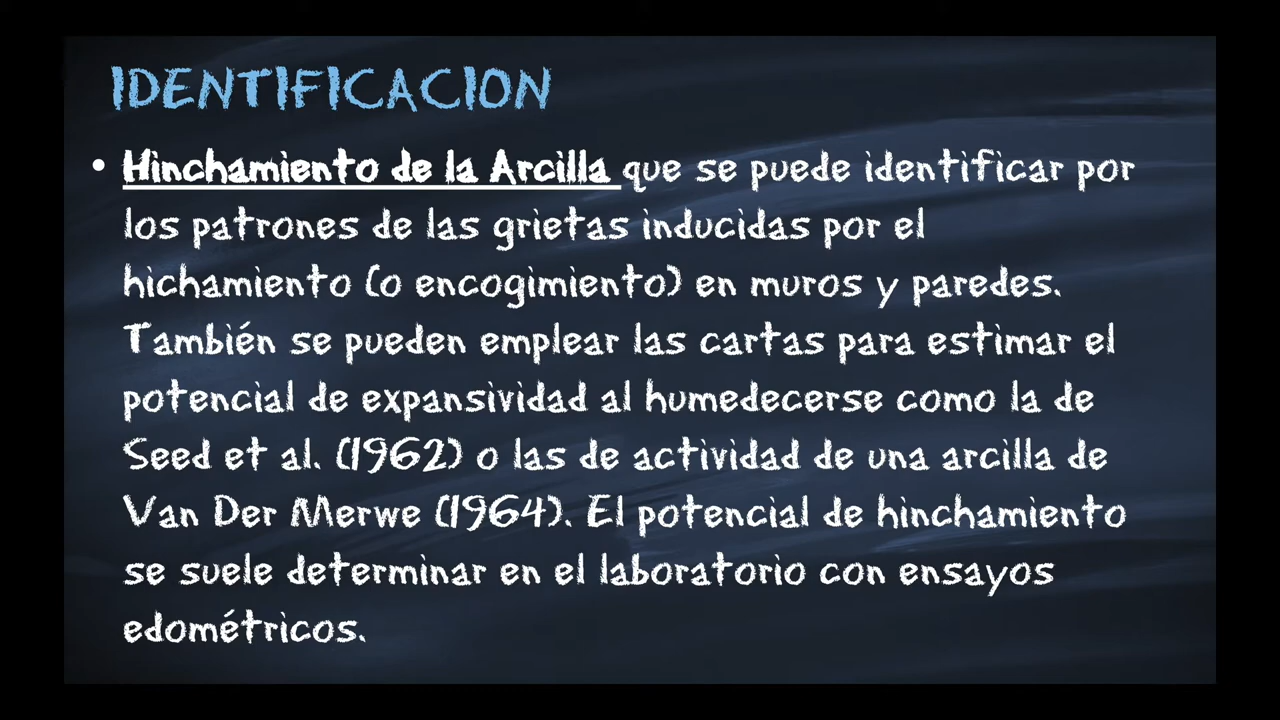 IDENTIFICACION
• Hinchamiento de la Arcilla que se puede identificar por
los patrones de las grietas inducidas por el
hichamiento (o encogimiento) en muros y paredes.
También se pueden emplear las cartas para estimar el
potencial de expansividad al humedecerse como la de
Seed et al. (1962) o las de actividad de una arcilla de
Van Der Merwe (1964). El potencial de hinchamiento
se suele determinar en el laboratorio con ensayos
edométricos.